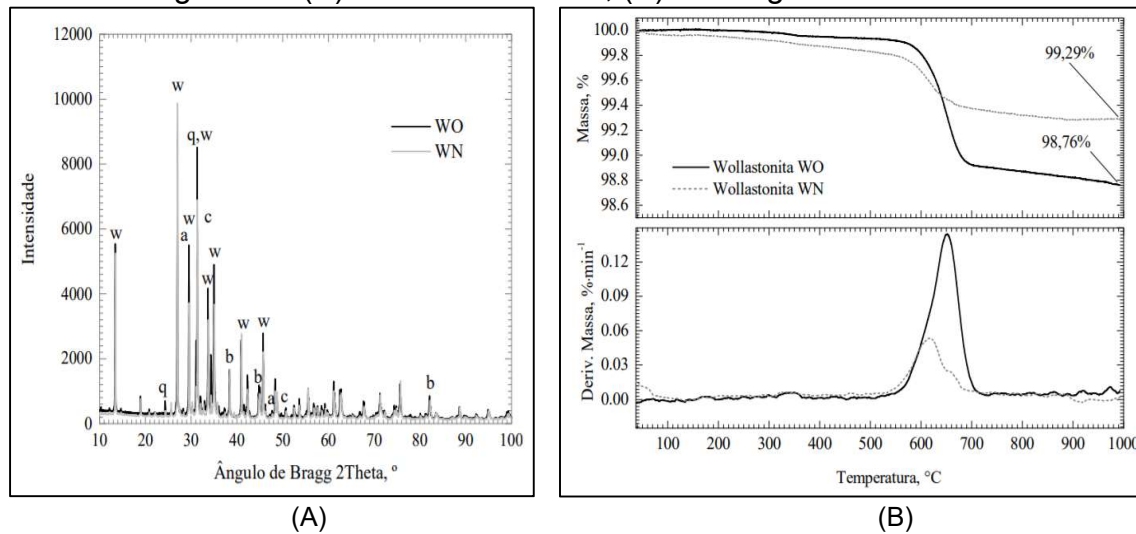 12000
10000
8000
6000
4000
2000
0
Intensidade
w
w
q,w
WO
WN
w
a
c
w
w
q
b
w
w
b
a
c
b
10 20 30 40 50 60 70 80 90 100
Ângulo de Bragg 2Theta, º
(A)
100.0
99.8
99.6
99.4
99.2
99.0
98.8
98.6
Massa, %
99,29%
98,76%
Wollastonita WO
Wollastonita WN
0.12
0.09
0.06
0.03
0.00
Deriv. Massa, %·min⁻¹
100 200 300 400 500 600 700 800 900 1000
Temperatura, °C
(B)